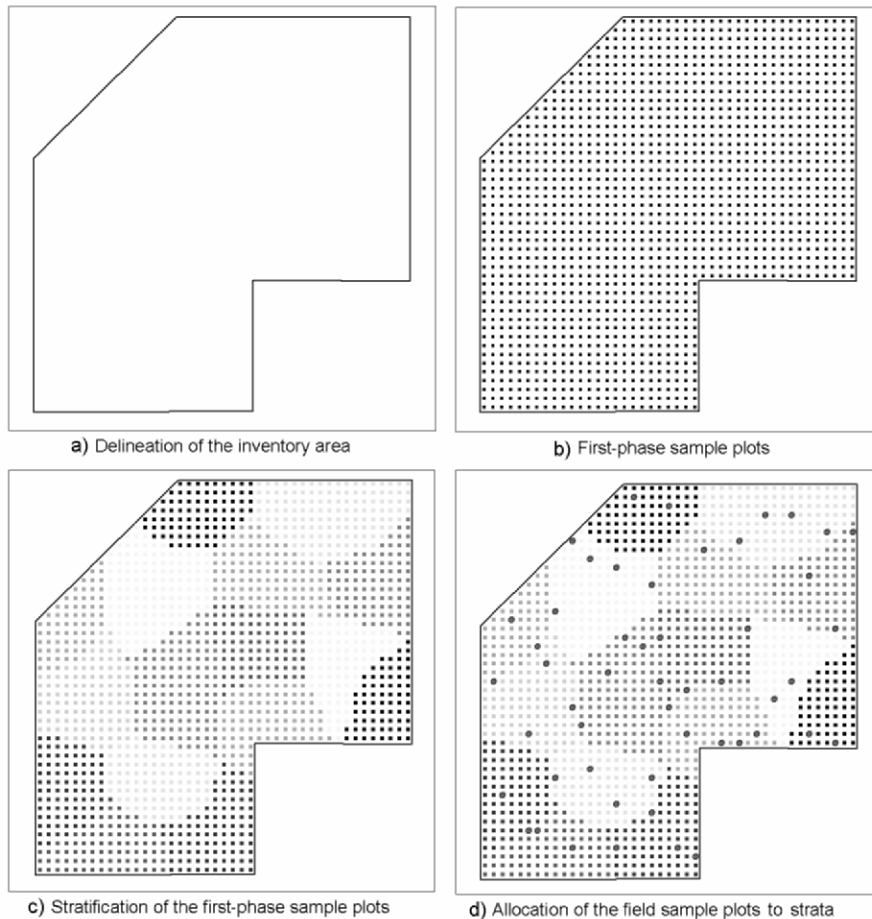 a) Delineation of the inventory area
b) First-phase sample plots
c) Stratification of the first-phase sample plots
d) Allocation of the field sample plots to strata